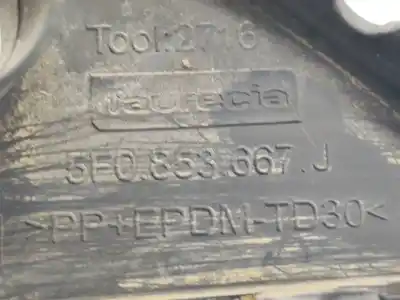 Tool:2716
faurecia
5F0.853.667.J
>PP+EPDM-TD30<